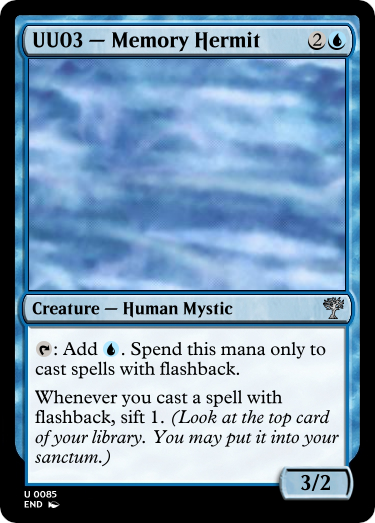 UU03 — Memory Hermit 2
: Add . Spend this mana only to
cast spells with flashback.
Whenever you cast a spell with
flashback, sift 1. (Look at the top card
of your library. You may put it into your
sanctum.)
Creature — Human Mystic
3/2
U 0085
END